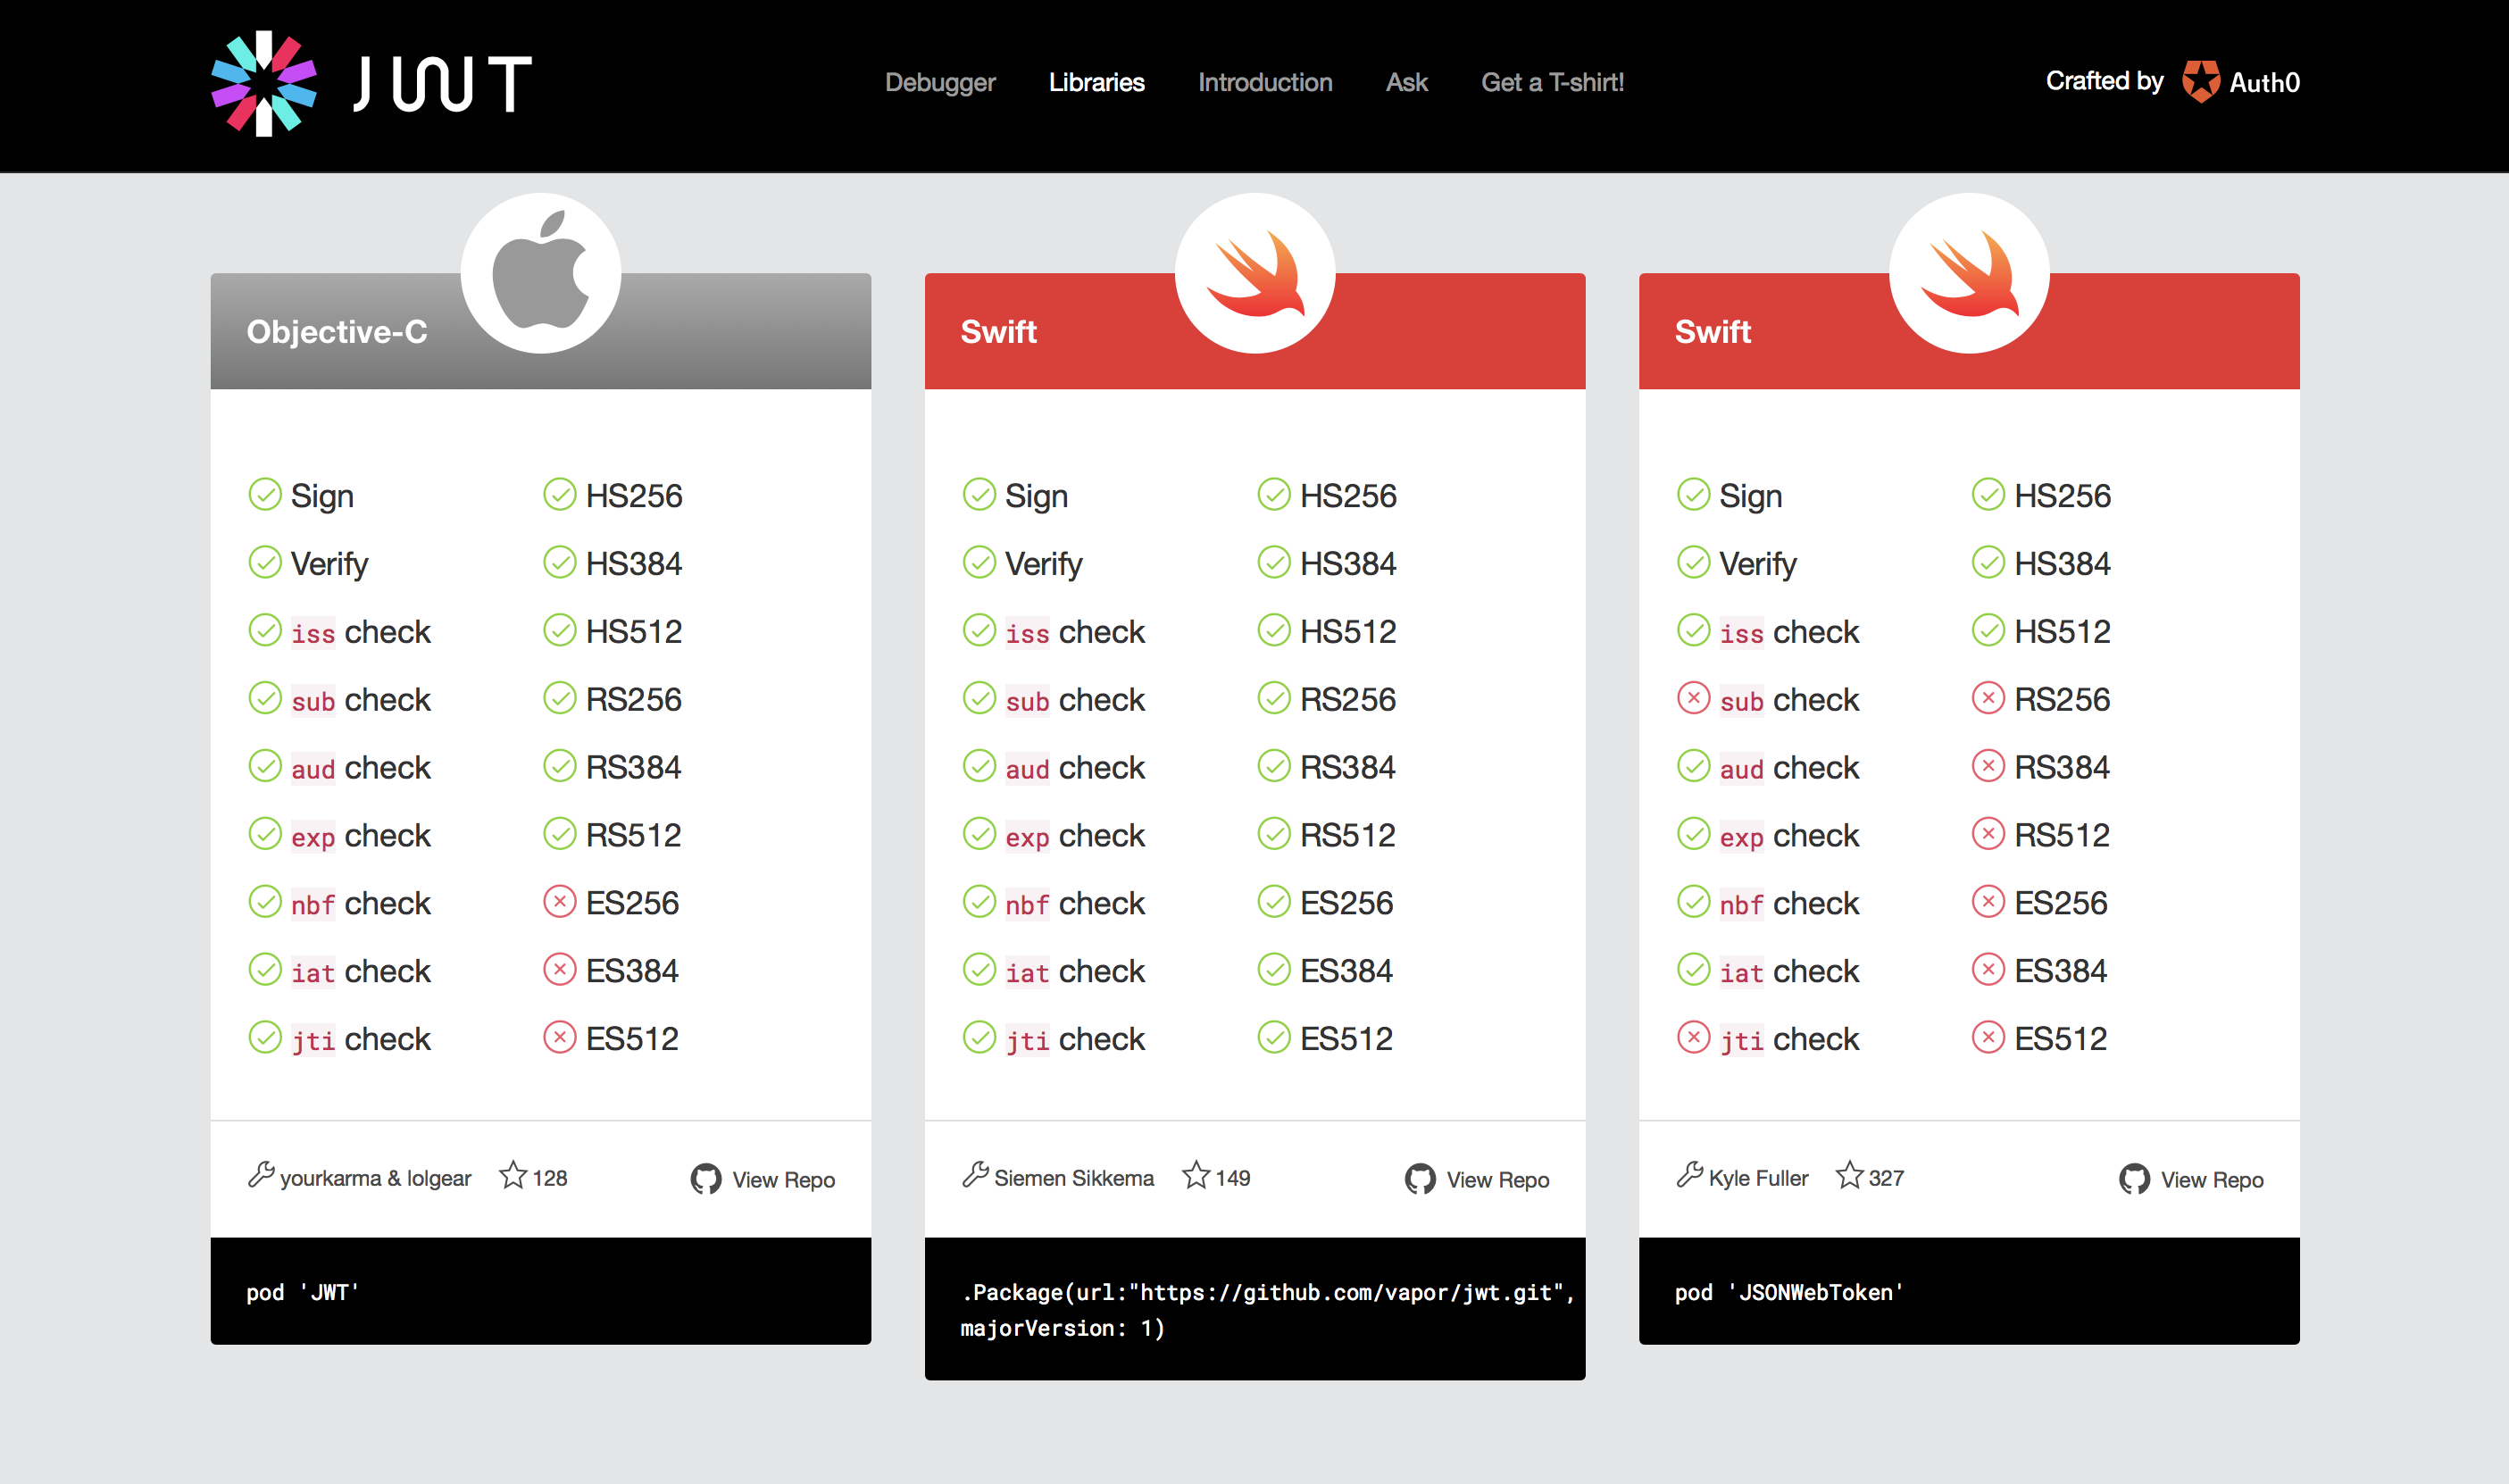 JWT
Debugger Libraries Introduction Ask Get a T-shirt!
Crafted by Auth0
Objective-C
Sign HS256
Verify HS384
iss check HS512
sub check RS256
aud check RS384
exp check RS512
nbf check ES256
iat check ES384
jti check ES512
yourkarma & lolgear 128 View Repo
pod 'JWT'
Swift
Sign HS256
Verify HS384
iss check HS512
sub check RS256
aud check RS384
exp check RS512
nbf check ES256
iat check ES384
jti check ES512
Siemen Sikkema 149 View Repo
.Package(url:"https://github.com/vapor/jwt.git",
majorVersion: 1)
Swift
Sign HS256
Verify HS384
iss check HS512
sub check RS256
aud check RS384
exp check RS512
nbf check ES256
iat check ES384
jti check ES512
Kyle Fuller 327 View Repo
pod 'JSONWebToken'